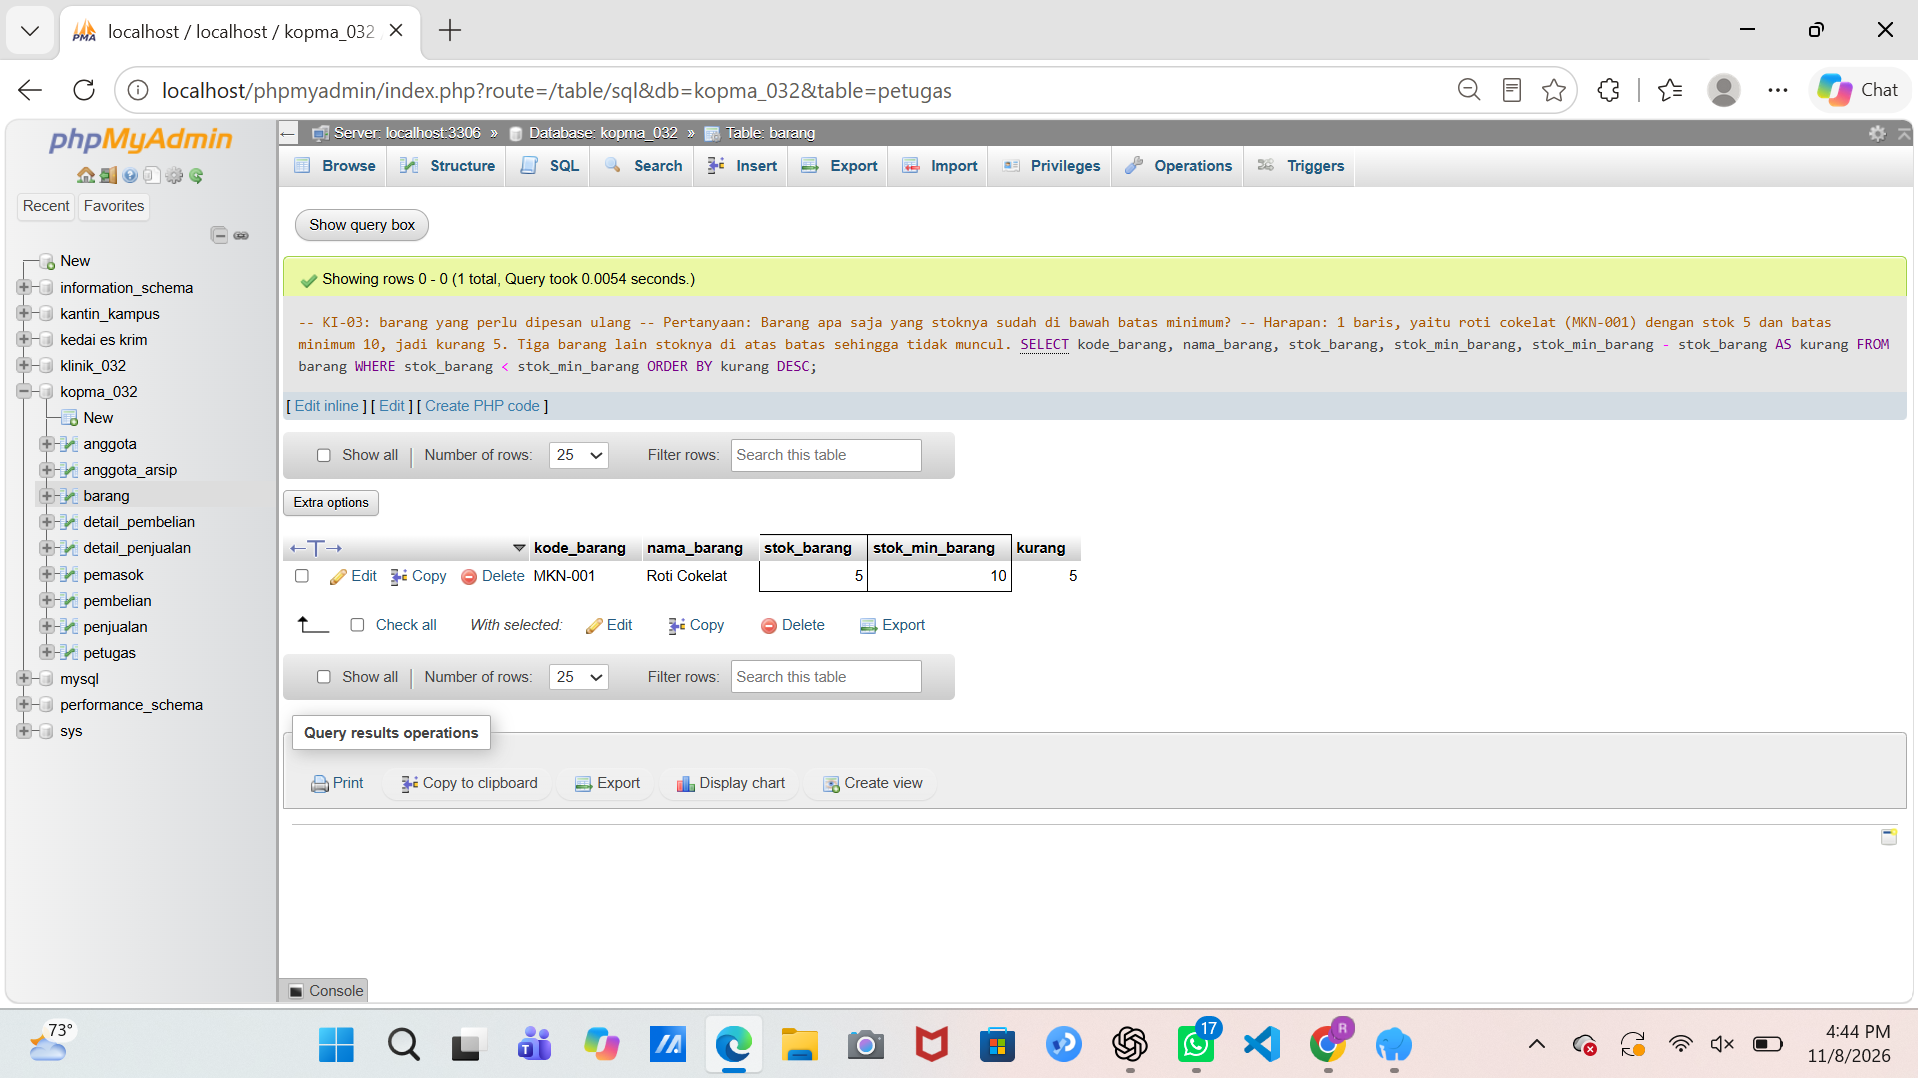 localhost / localhost / kopma_032
localhost/phpmyadmin/index.php?route=/table/sql&db=kopma_032&table=petugas
Chat
phpMyAdmin
Recent Favorites
New
information_schema
kantin_kampus
kedai es krim
klinik_032
kopma_032
New
anggota
anggota_arsip
barang
detail_pembelian
detail_penjualan
pemasok
pembelian
penjualan
petugas
mysql
performance_schema
sys
Server: localhost:3306 » Database: kopma_032 » Table: barang
Browse Structure SQL Search Insert Export Import Privileges Operations Triggers
Show query box
Showing rows 0 - 0 (1 total, Query took 0.0054 seconds.)
-- KI-03: barang yang perlu dipesan ulang -- Pertanyaan: Barang apa saja yang stoknya sudah di bawah batas minimum? -- Harapan: 1 baris, yaitu roti cokelat (MKN-001) dengan stok 5 dan batas
minimum 10, jadi kurang 5. Tiga barang lain stoknya di atas batas sehingga tidak muncul. SELECT kode_barang, nama_barang, stok_barang, stok_min_barang, stok_min_barang - stok_barang AS kurang FROM
barang WHERE stok_barang < stok_min_barang ORDER BY kurang DESC;
[ Edit inline ] [ Edit ] [ Create PHP code ]
Show all | Number of rows: 25 Filter rows: Search this table
Extra options
kode_barang nama_barang stok_barang stok_min_barang kurang
Edit Copy Delete MKN-001 Roti Cokelat 5 10 5
Check all With selected: Edit Copy Delete Export
Show all | Number of rows: 25 Filter rows: Search this table
Query results operations
Print Copy to clipboard Export Display chart Create view
Console
73°
17
R
4:44 PM
11/8/2026